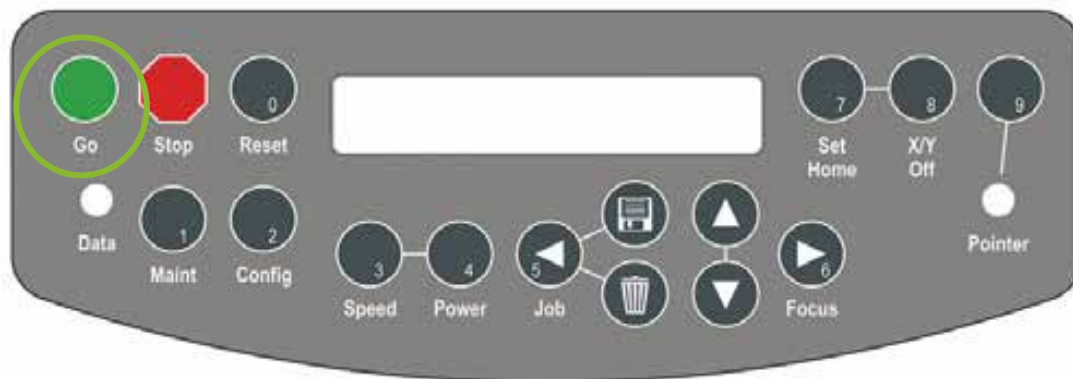 0
7
8
9
Go
Stop
Reset
Set
Home
X/Y
Off
Data
1
2
Maint
Config
3
4
5
6
Speed
Power
Job
Focus
Pointer